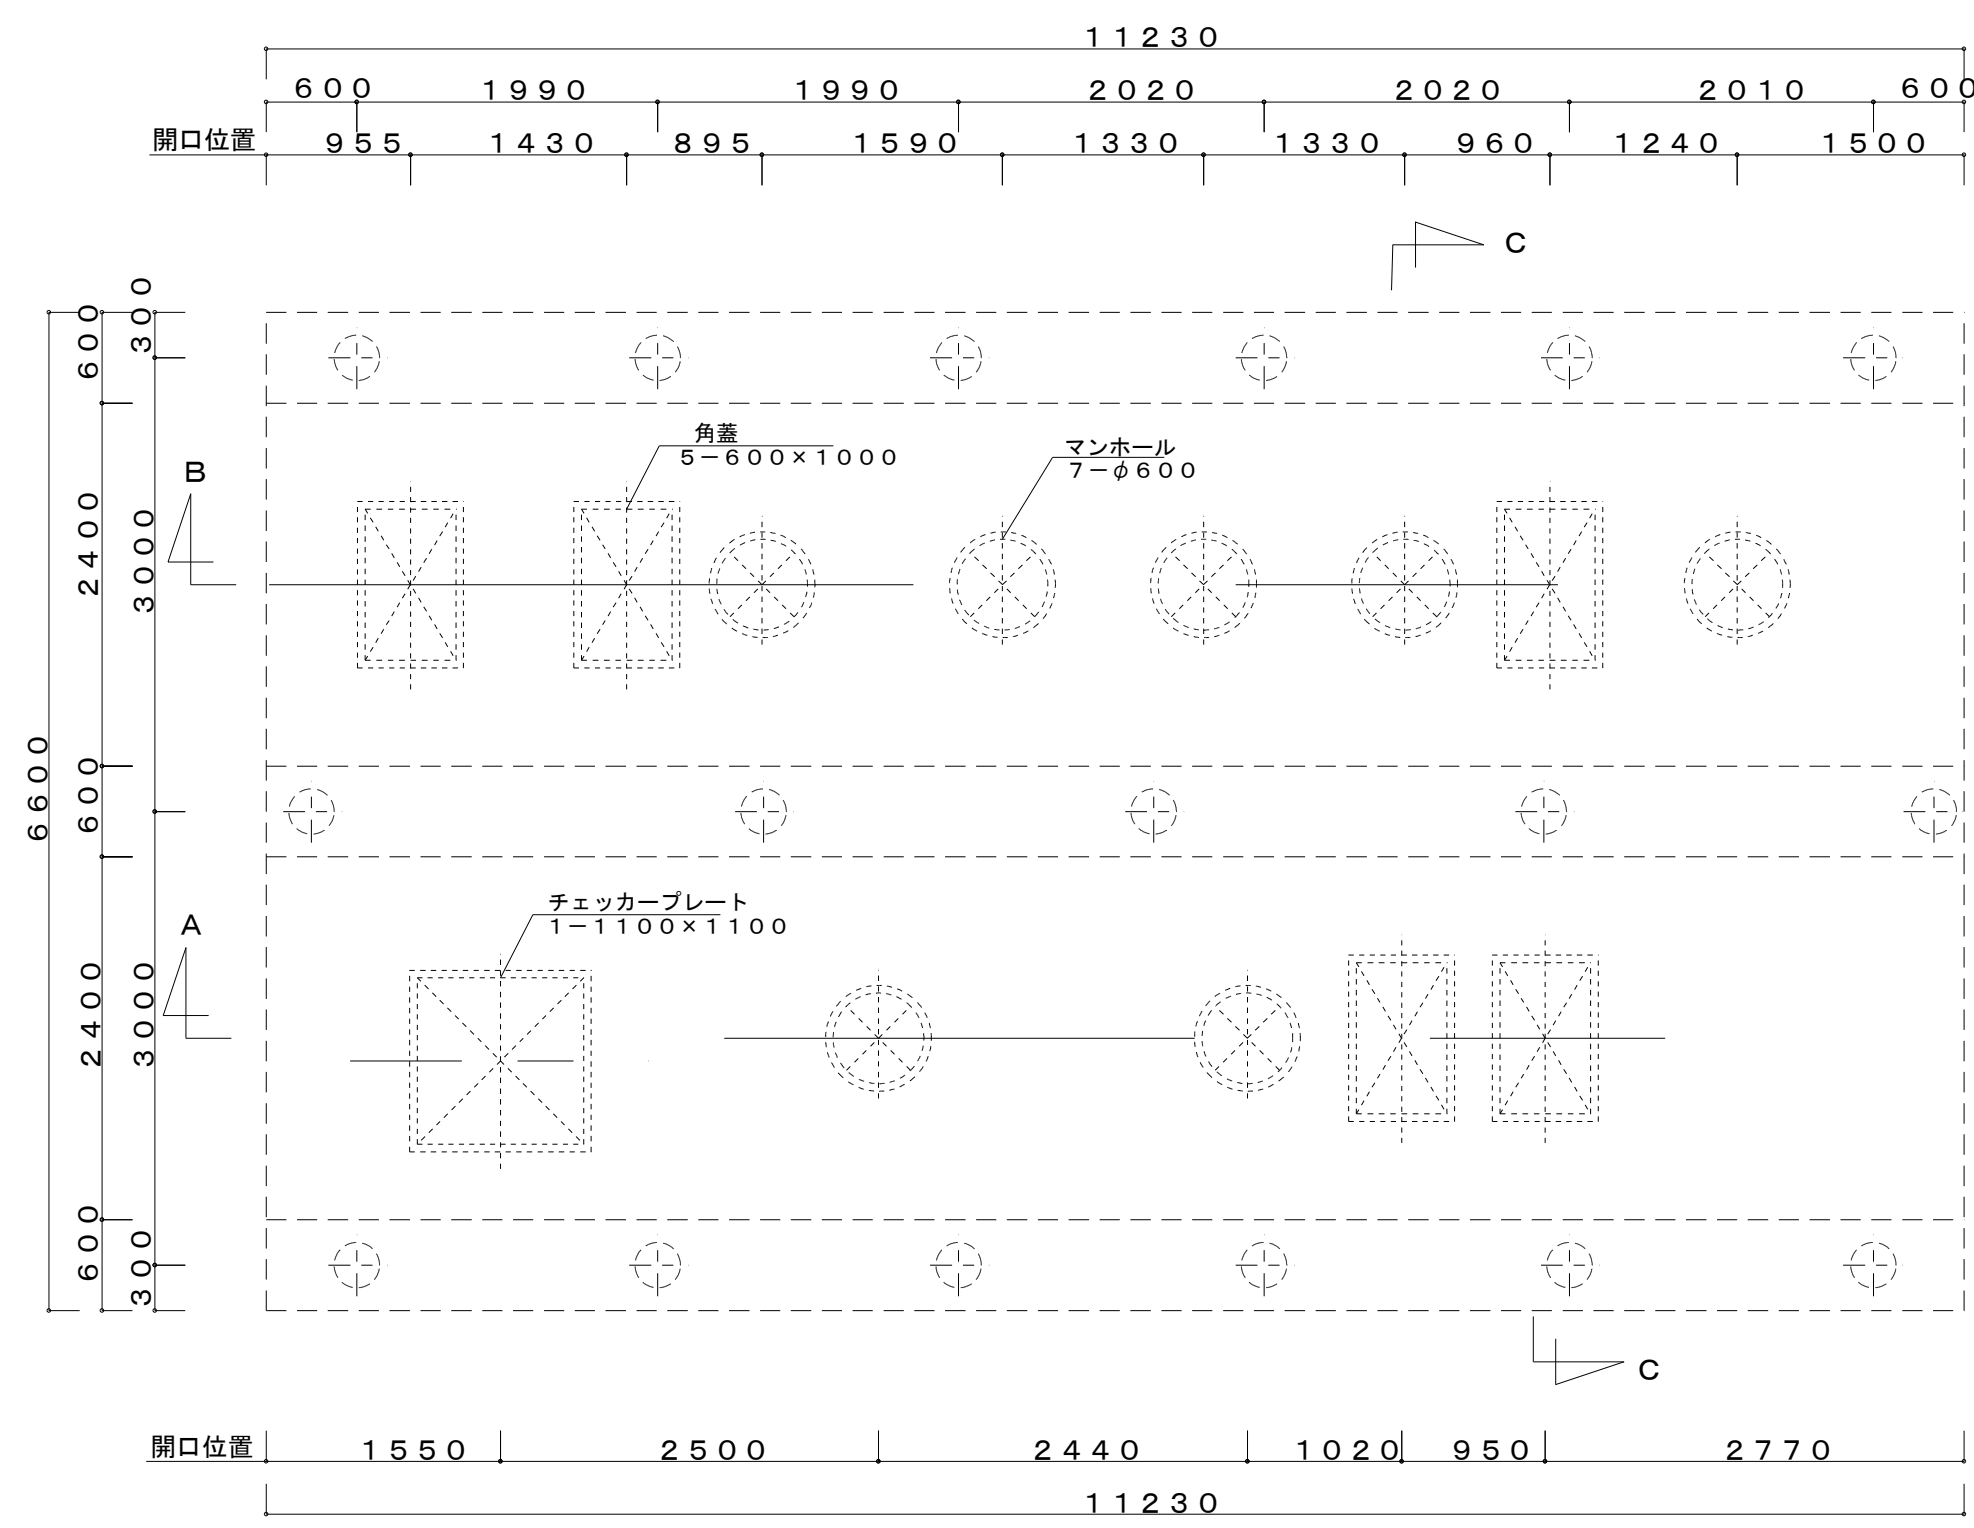 １１２３０
６００ １９９０ １９９０ ２０２０ ２０２０ ２０１０ ６００
開口位置 ９５５ １４３０ ８９５ １５９０ １３３０ １３３０ ９６０ １２４０ １５００
C
６００
３００
角蓋
５－６００×１０００
マンホール
７－φ６００
B
２４００
３０００
６６００
６００
チェッカープレート
１－１１００×１１００
A
２４００
３０００
６００
３００
C
開口位置 １５５０ ２５００ ２４４０ １０２０ ９５０ ２７７０
１１２３０